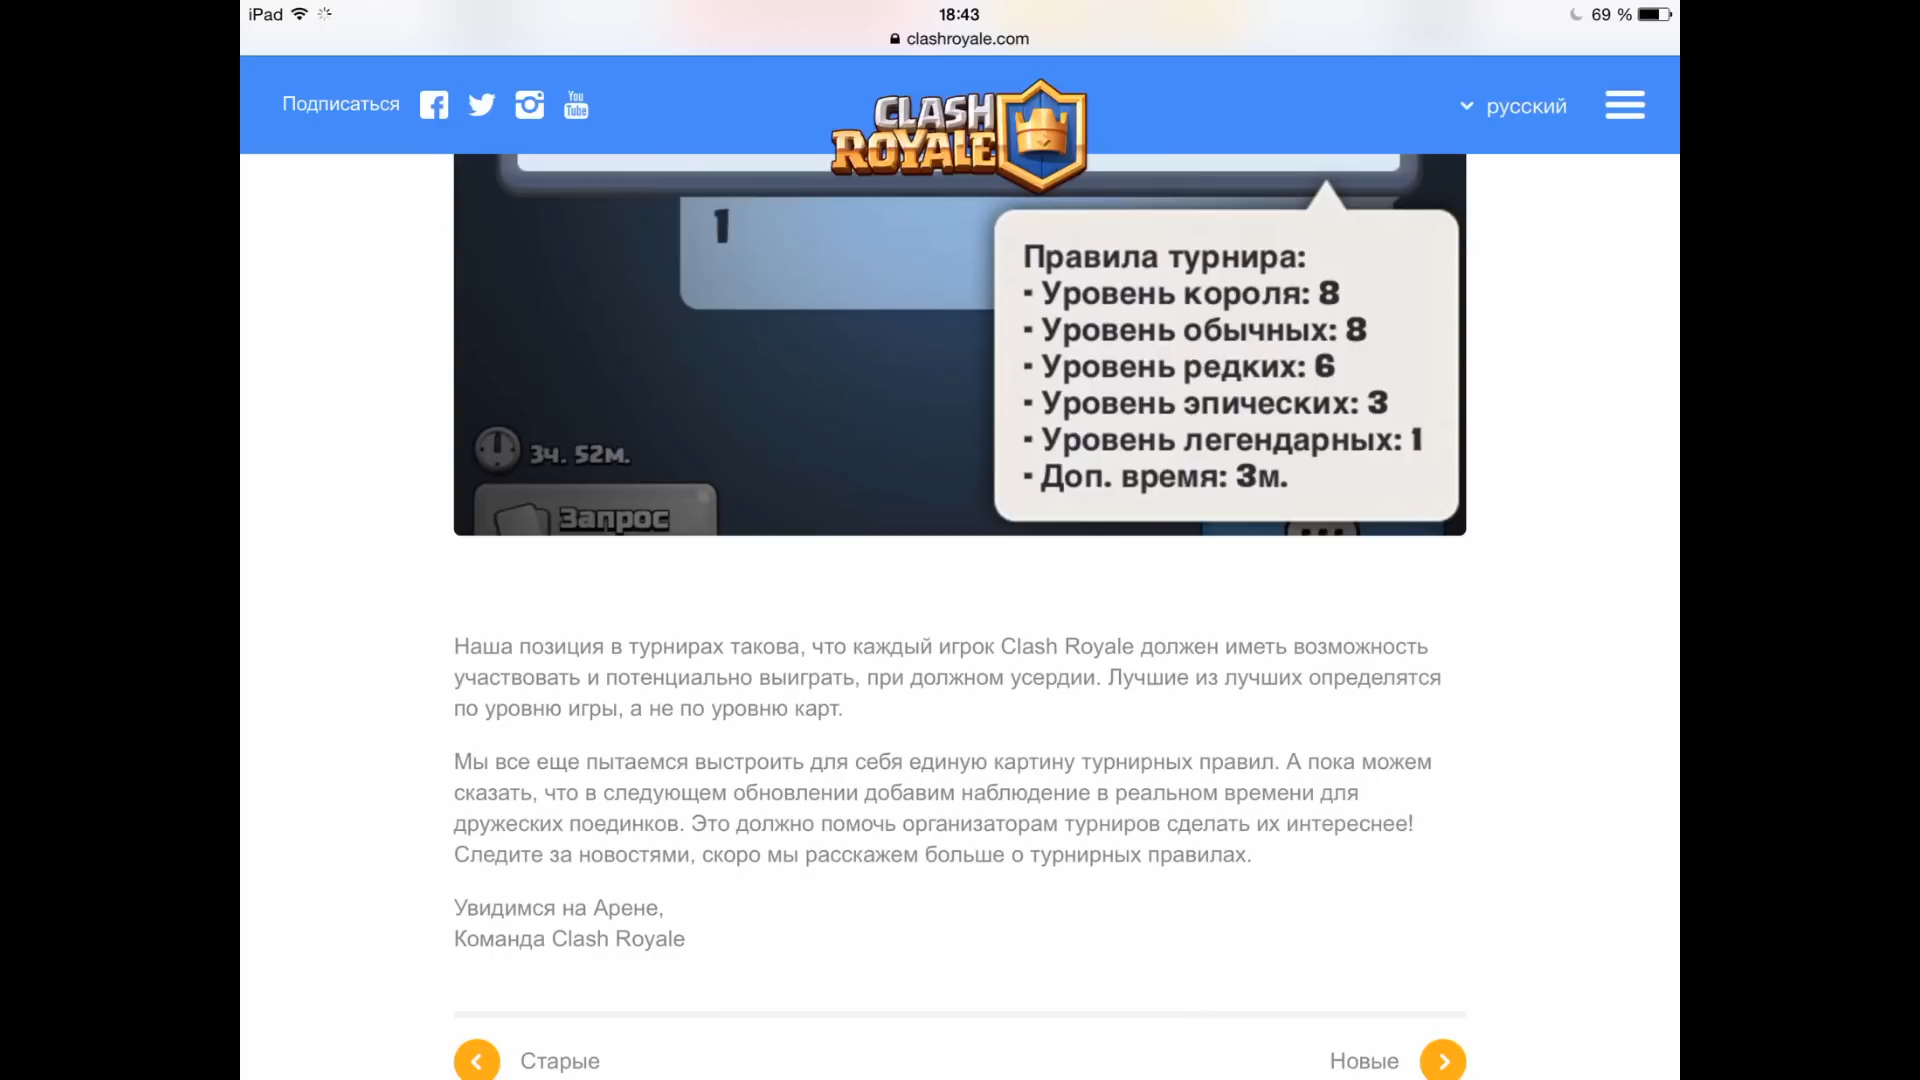 iPad
18:43
69 %
clashroyale.com
Подписаться
You
Tube
CLASH
ROYALE
русский
1
Правила турнира:
- Уровень короля: 8
- Уровень обычных: 8
- Уровень редких: 6
- Уровень эпических: 3
- Уровень легендарных: 1
- Доп. время: 3м.
3ч. 52м.
Запрос
Наша позиция в турнирах такова, что каждый игрок Clash Royale должен иметь возможность
участвовать и потенциально выиграть, при должном усердии. Лучшие из лучших определятся
по уровню игры, а не по уровню карт.
Мы все еще пытаемся выстроить для себя единую картину турнирных правил. А пока можем
сказать, что в следующем обновлении добавим наблюдение в реальном времени для
дружеских поединков. Это должно помочь организаторам турниров сделать их интереснее!
Следите за новостями, скоро мы расскажем больше о турнирных правилах.
Увидимся на Арене,
Команда Clash Royale
Старые
Новые